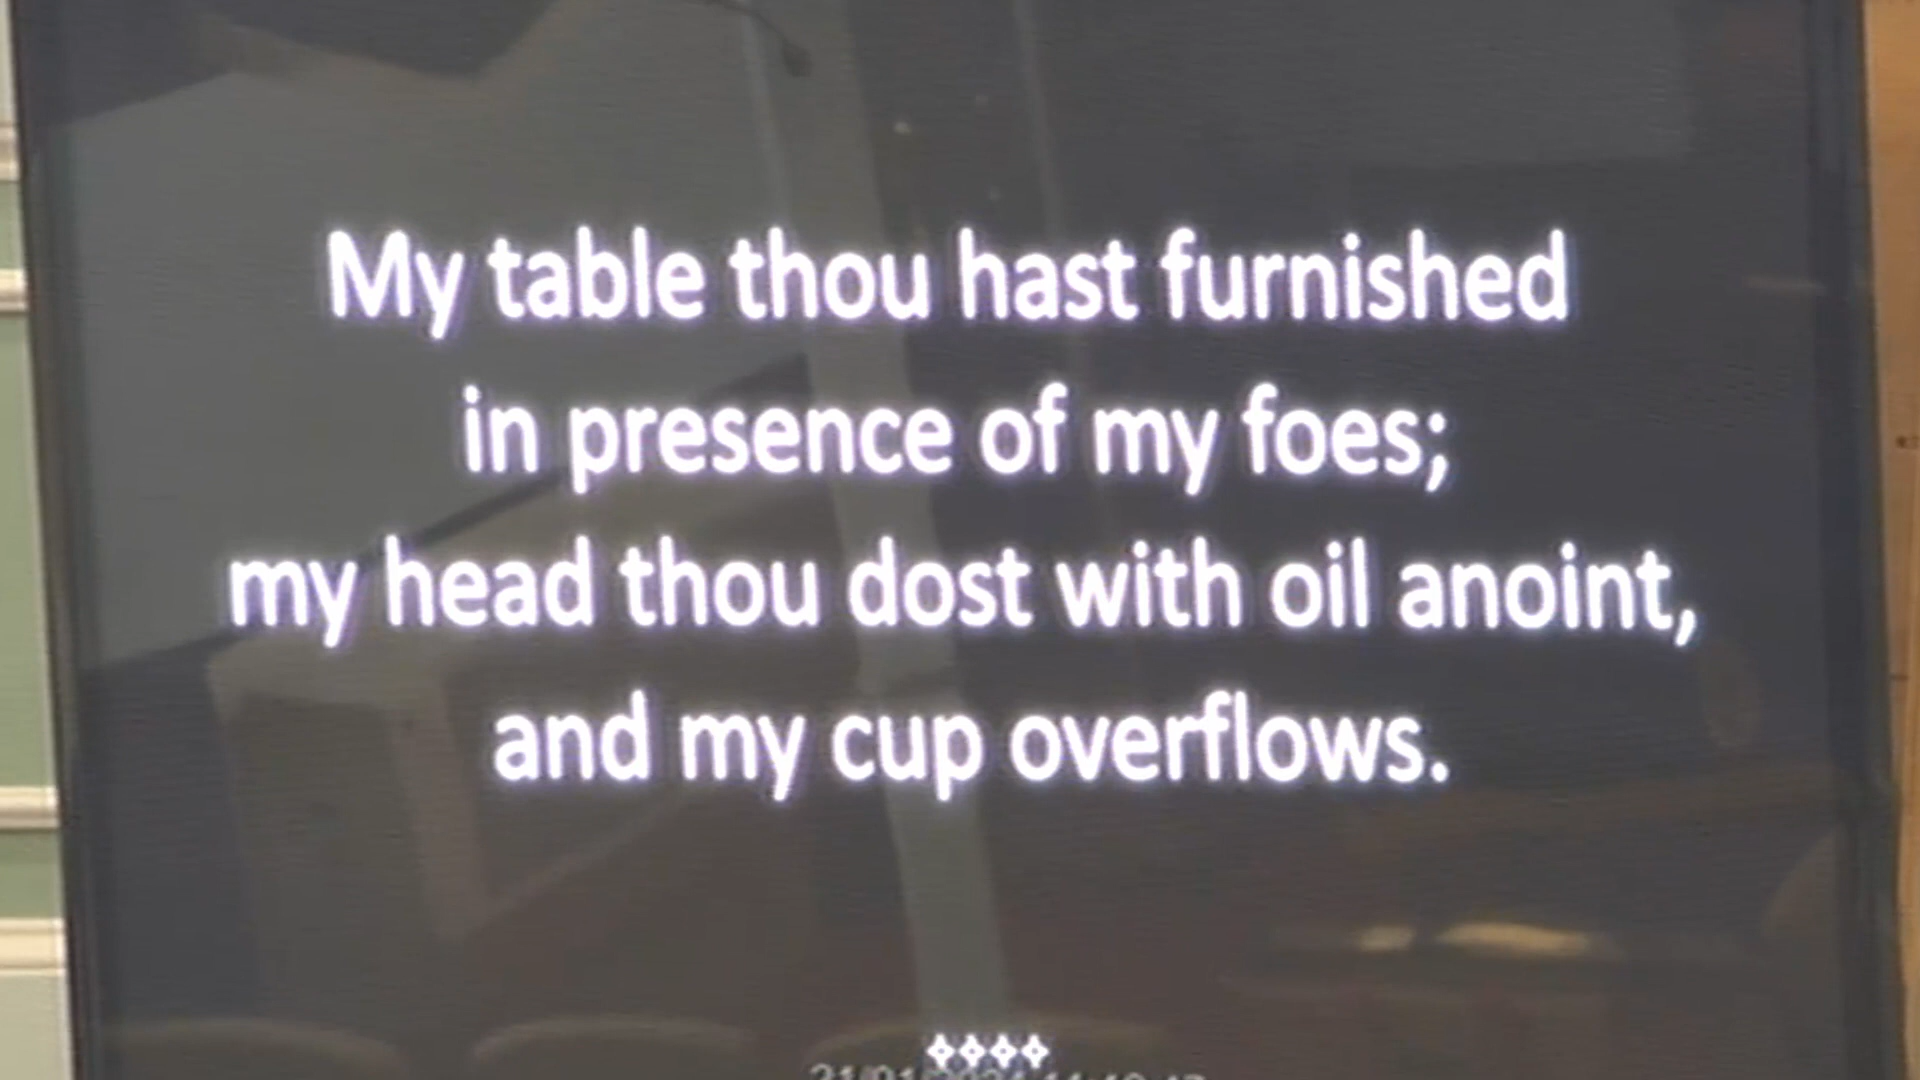 My table thou hast furnished
in presence of my foes;
my head thou dost with oil anoint,
and my cup overflows.